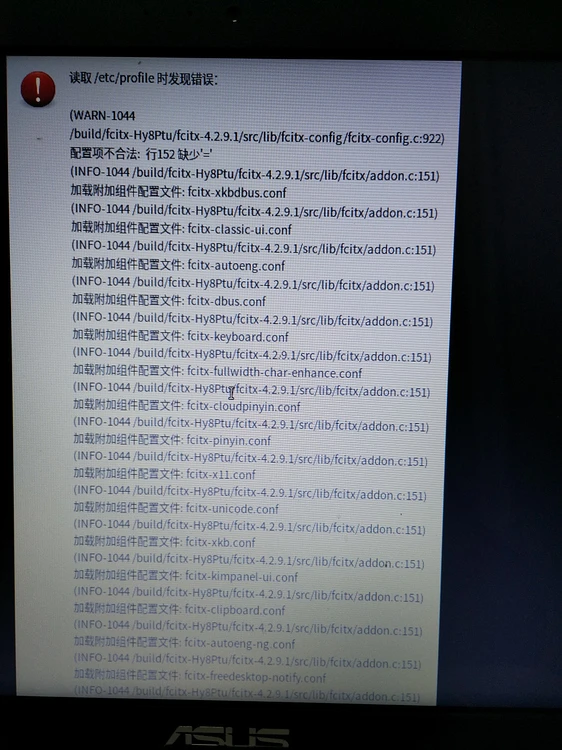 读取 /etc/profile 时发现错误：
(WARN-1044
/build/fcitx-Hy8Ptu/fcitx-4.2.9.1/src/lib/fcitx-config/fcitx-config.c:922)
配置项不合法: 行152 缺少'='
(INFO-1044 /build/fcitx-Hy8Ptu/fcitx-4.2.9.1/src/lib/fcitx/addon.c:151)
加载附加组件配置文件: fcitx-xkbdbus.conf
(INFO-1044 /build/fcitx-Hy8Ptu/fcitx-4.2.9.1/src/lib/fcitx/addon.c:151)
加载附加组件配置文件: fcitx-classic-ui.conf
(INFO-1044 /build/fcitx-Hy8Ptu/fcitx-4.2.9.1/src/lib/fcitx/addon.c:151)
加载附加组件配置文件: fcitx-autoeng.conf
(INFO-1044 /build/fcitx-Hy8Ptu/fcitx-4.2.9.1/src/lib/fcitx/addon.c:151)
加载附加组件配置文件: fcitx-dbus.conf
(INFO-1044 /build/fcitx-Hy8Ptu/fcitx-4.2.9.1/src/lib/fcitx/addon.c:151)
加载附加组件配置文件: fcitx-keyboard.conf
(INFO-1044 /build/fcitx-Hy8Ptu/fcitx-4.2.9.1/src/lib/fcitx/addon.c:151)
加载附加组件配置文件: fcitx-fullwidth-char-enhance.conf
(INFO-1044 /build/fcitx-Hy8Ptu/fcitx-4.2.9.1/src/lib/fcitx/addon.c:151)
加载附加组件配置文件: fcitx-cloudpinyin.conf
(INFO-1044 /build/fcitx-Hy8Ptu/fcitx-4.2.9.1/src/lib/fcitx/addon.c:151)
加载附加组件配置文件: fcitx-pinyin.conf
(INFO-1044 /build/fcitx-Hy8Ptu/fcitx-4.2.9.1/src/lib/fcitx/addon.c:151)
加载附加组件配置文件: fcitx-x11.conf
(INFO-1044 /build/fcitx-Hy8Ptu/fcitx-4.2.9.1/src/lib/fcitx/addon.c:151)
加载附加组件配置文件: fcitx-unicode.conf
(INFO-1044 /build/fcitx-Hy8Ptu/fcitx-4.2.9.1/src/lib/fcitx/addon.c:151)
加载附加组件配置文件: fcitx-xkb.conf
(INFO-1044 /build/fcitx-Hy8Ptu/fcitx-4.2.9.1/src/lib/fcitx/addon.c:151)
加载附加组件配置文件: fcitx-kimpanel-ui.conf
(INFO-1044 /build/fcitx-Hy8Ptu/fcitx-4.2.9.1/src/lib/fcitx/addon.c:151)
加载附加组件配置文件: fcitx-clipboard.conf
(INFO-1044 /build/fcitx-Hy8Ptu/fcitx-4.2.9.1/src/lib/fcitx/addon.c:151)
加载附加组件配置文件: fcitx-autoeng-ng.conf
(INFO-1044 /build/fcitx-Hy8Ptu/fcitx-4.2.9.1/src/lib/fcitx/addon.c:151)
加载附加组件配置文件: fcitx-freedesktop-notify.conf
(INFO-1044 /build/fcitx-Hy8Ptu/fcitx-4.2.9.1/src/lib/fcitx/addon.c:151)
ASUS